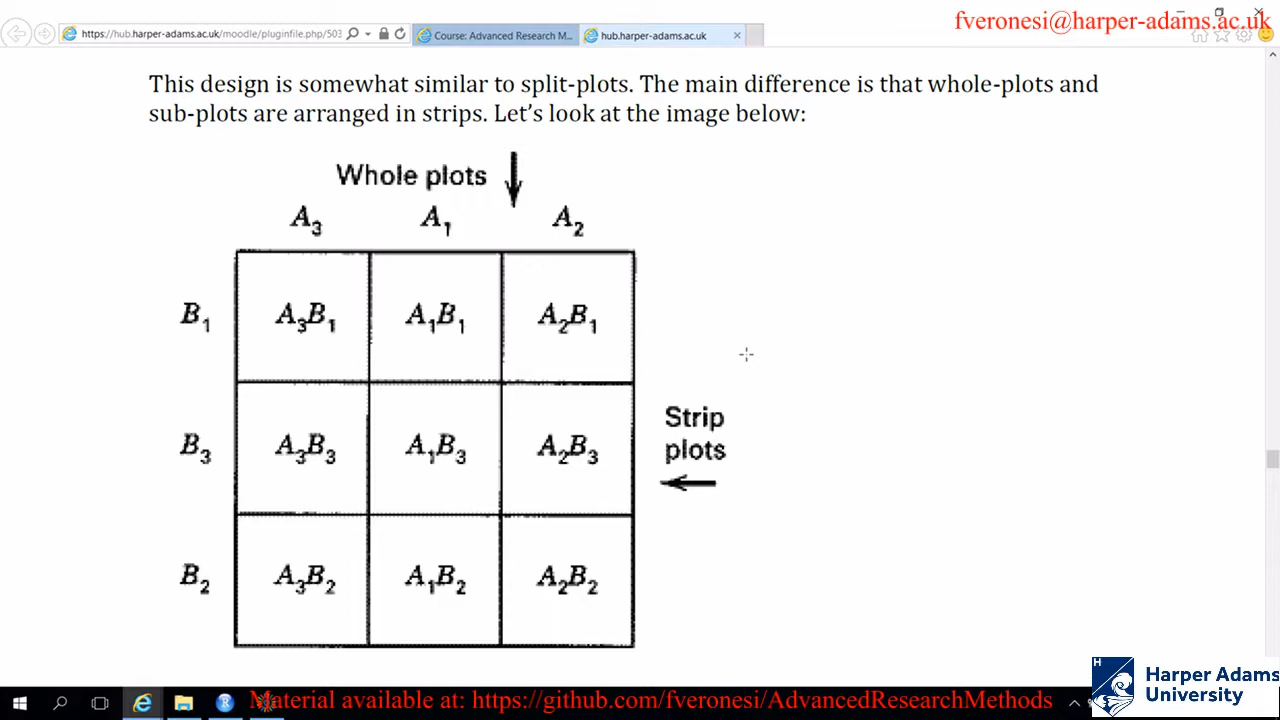 fveronesi@harper-adams.ac.uk
https://hub.harper-adams.ac.uk/moodle/pluginfile.php/503
Course: Advanced Research M...
hub.harper-adams.ac.uk
This design is somewhat similar to split-plots. The main difference is that whole-plots and
sub-plots are arranged in strips. Let's look at the image below:
Whole plots
A3 A1 A2
B1 A3B1 A1B1 A2B1
B3 A3B3 A1B3 A2B3
Strip
plots
B2 A3B2 A1B2 A2B2
Material available at: https://github.com/fveronesi/AdvancedResearchMethods
H
Harper Adams
University